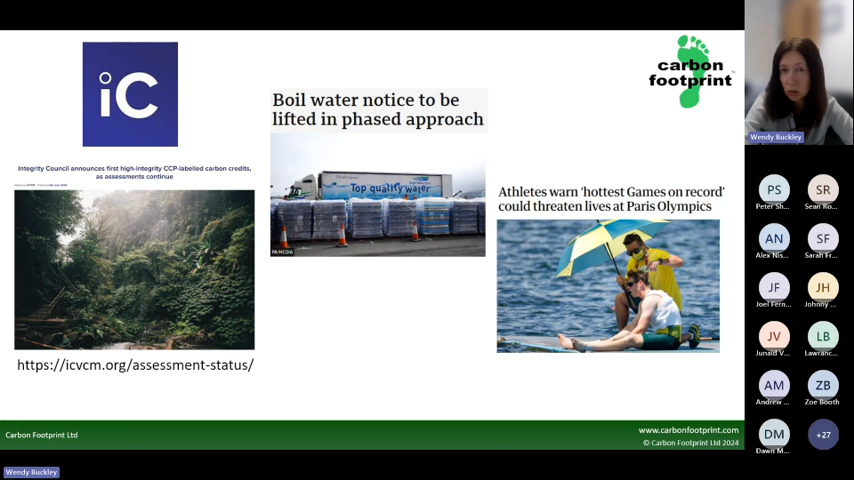 iC
carbon
footprint
Boil water notice to be
lifted in phased approach
Integrity Council announces first high-integrity CCP-labelled carbon credits,
as assessments continue
Top quality water
PA MEDIA
Athletes warn ‘hottest Games on record’
could threaten lives at Paris Olympics
https://icvcm.org/assessment-status/
Carbon Footprint Ltd
www.carbonfootprint.com
© Carbon Footprint Ltd 2024
Wendy Buckley
Wendy Buckley
PS
Peter Sh...
SR
Sean Ro...
AN
Alex Nis...
SF
Sarah Fr...
JF
Joel Fern...
JH
Johnny ...
JV
Junaid V...
LB
Lawranc...
AM
Andrew ...
ZB
Zoe Booth
DM
Dawn M...
+27